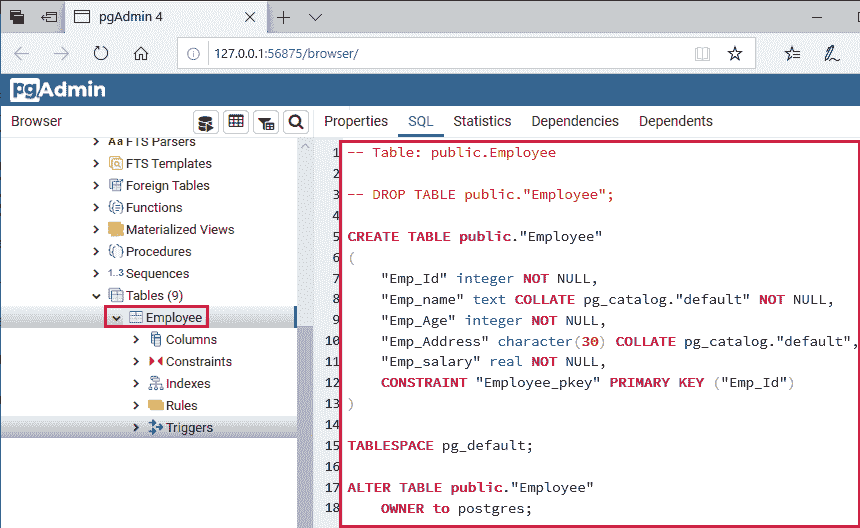 pgAdmin 4
127.0.0.1:56875/browser/
pgAdmin
Browser
Properties SQL Statistics Dependencies Dependents
Aa FTS Parsers
FTS Templates
Foreign Tables
Functions
Materialized Views
Procedures
1..3 Sequences
Tables (9)
Employee
Columns
Constraints
Indexes
Rules
Triggers
1 -- Table: public.Employee
2
3 -- DROP TABLE public."Employee";
4
5 CREATE TABLE public."Employee"
6 (
7 "Emp_Id" integer NOT NULL,
8 "Emp_name" text COLLATE pg_catalog."default" NOT NULL,
9 "Emp_Age" integer NOT NULL,
10 "Emp_Address" character(30) COLLATE pg_catalog."default",
11 "Emp_salary" real NOT NULL,
12 CONSTRAINT "Employee_pkey" PRIMARY KEY ("Emp_Id")
13 )
14
15 TABLESPACE pg_default;
16
17 ALTER TABLE public."Employee"
18 OWNER to postgres;